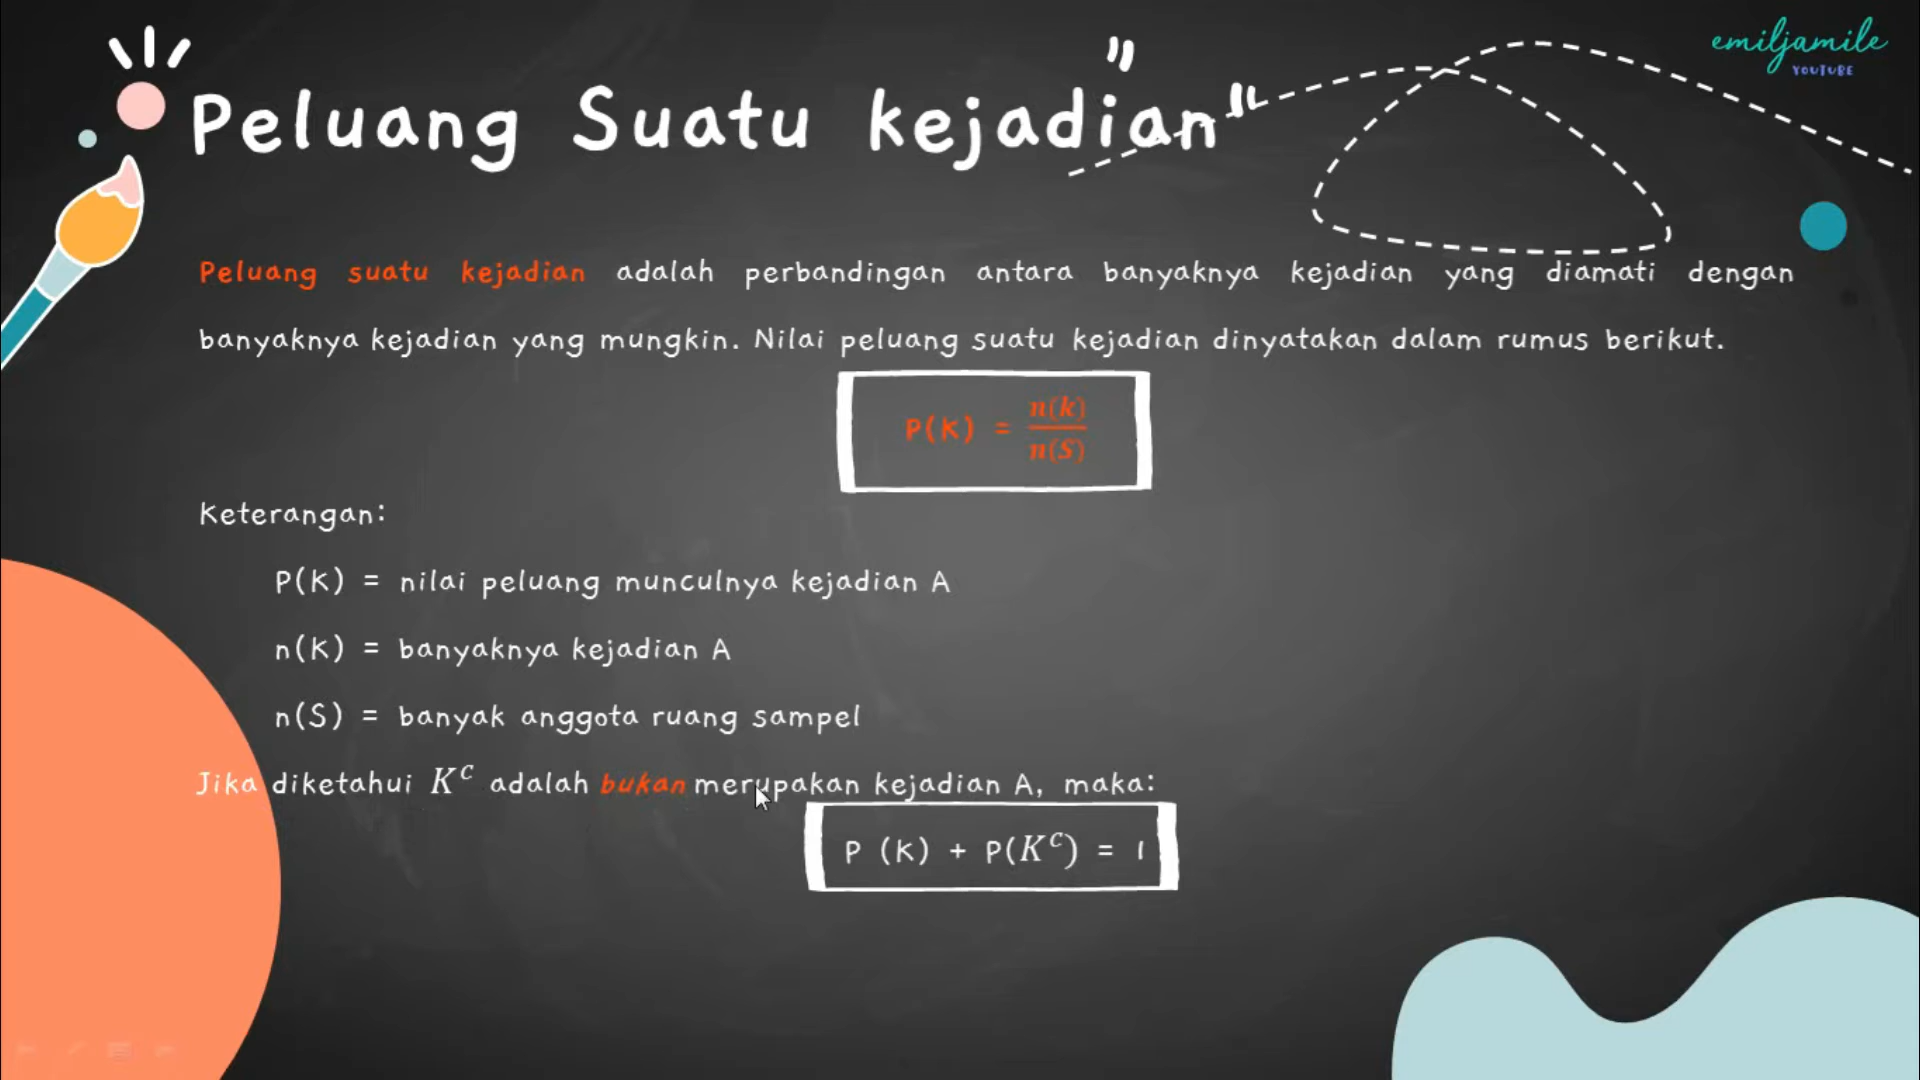 emiljamile
YOUTUBE
Peluang Suatu kejadian
Peluang suatu kejadian adalah perbandingan antara banyaknya kejadian yang diamati dengan
banyaknya kejadian yang mungkin. Nilai peluang suatu kejadian dinyatakan dalam rumus berikut.
P(K) = n(k)/n(S)
Keterangan:
P(K) = nilai peluang munculnya kejadian A
n(K) = banyaknya kejadian A
n(S) = banyak anggota ruang sampel
Jika diketahui Kᶜ adalah bukan merupakan kejadian A, maka:
P (K) + P(Kᶜ) = 1